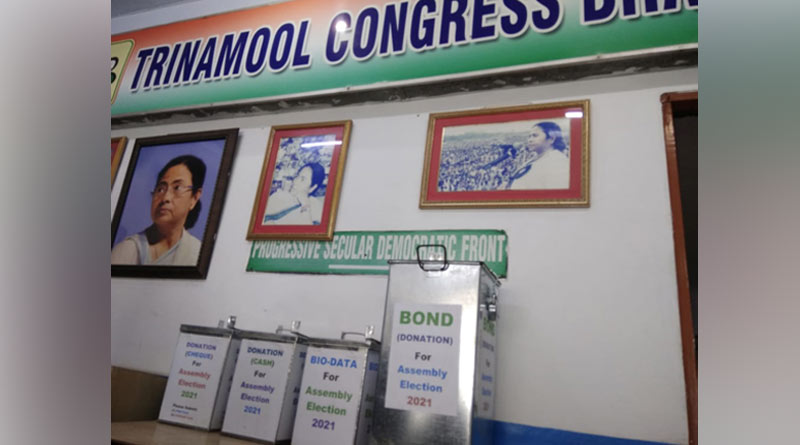 TRINAMOOL CONGRESS
PROGRESSIVE SECULAR DEMOCRATIC FRONT
DONATION
(CHEQUE)
For
Assembly
Election
2021
DONATION
(CASH)
For
Assembly
Election
2021
BIO-DATA
For
Assembly
Election
2021
BOND
(DONATION)
For
Assembly
Election
2021